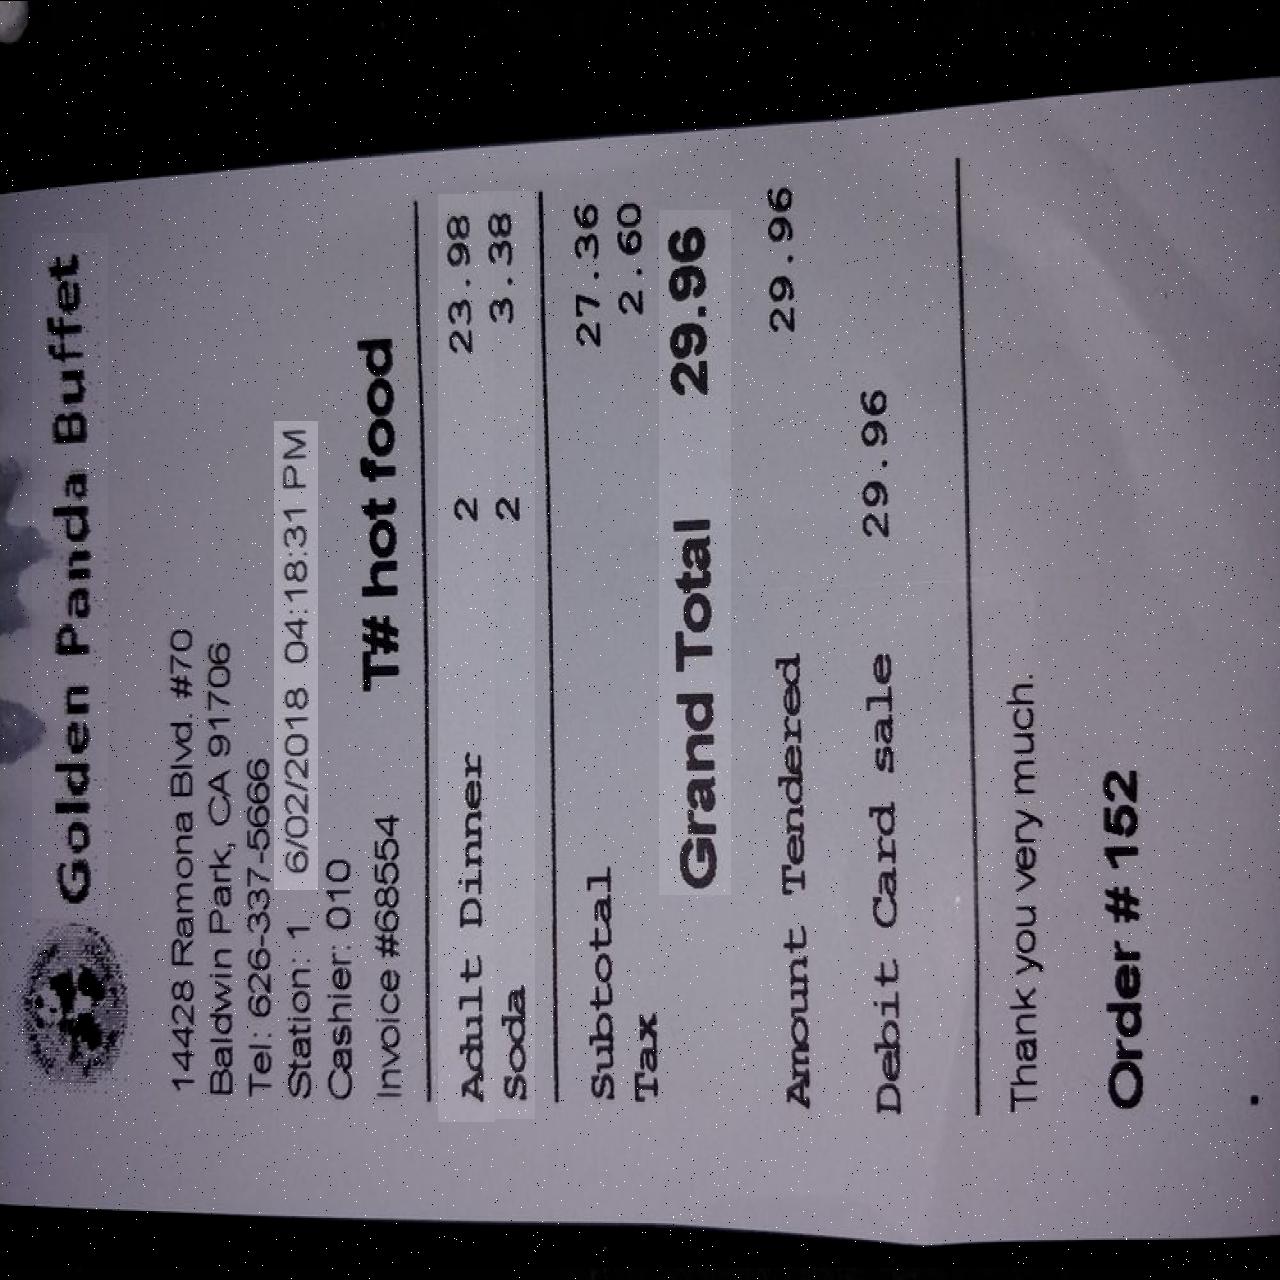 Golden Panda Buffet
14428 Ramona Blvd. #70
Baldwin Park, CA 91706
Tel: 626-337-5666
Station: 1 6/02/2018 04:18:31 PM
Cashier: 010
Invoice #68554 T# hot food
Adult Dinner 2 23.98
Soda 2 3.38
Subtotal 27.36
Tax 2.60
Grand Total 29.96
Amount Tendered 29.96
Debit Card sale 29.96
Thank you very much.
Order # 152